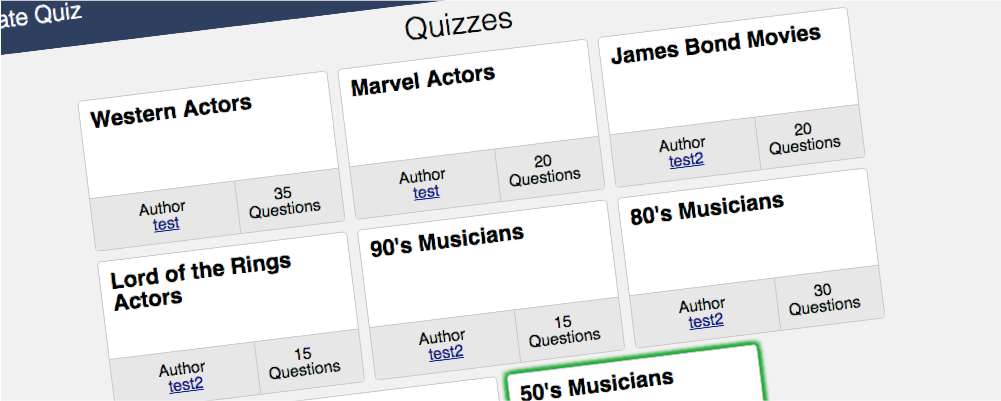 ate Quiz
Quizzes
Western Actors
Author
test
35
Questions
Marvel Actors
Author
test
20
Questions
James Bond Movies
Author
test2
20
Questions
Lord of the Rings
Actors
Author
test2
15
Questions
90's Musicians
Author
test2
15
Questions
80's Musicians
Author
test2
30
Questions
50's Musicians